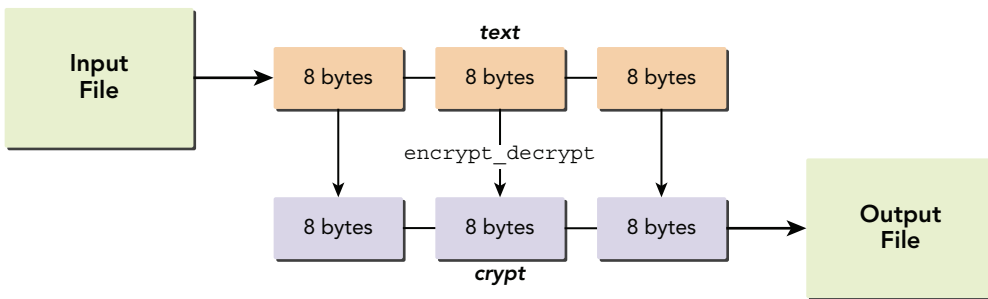 Input
File
text
8 bytes
8 bytes
8 bytes
encrypt_decrypt
8 bytes
8 bytes
8 bytes
crypt
Output
File